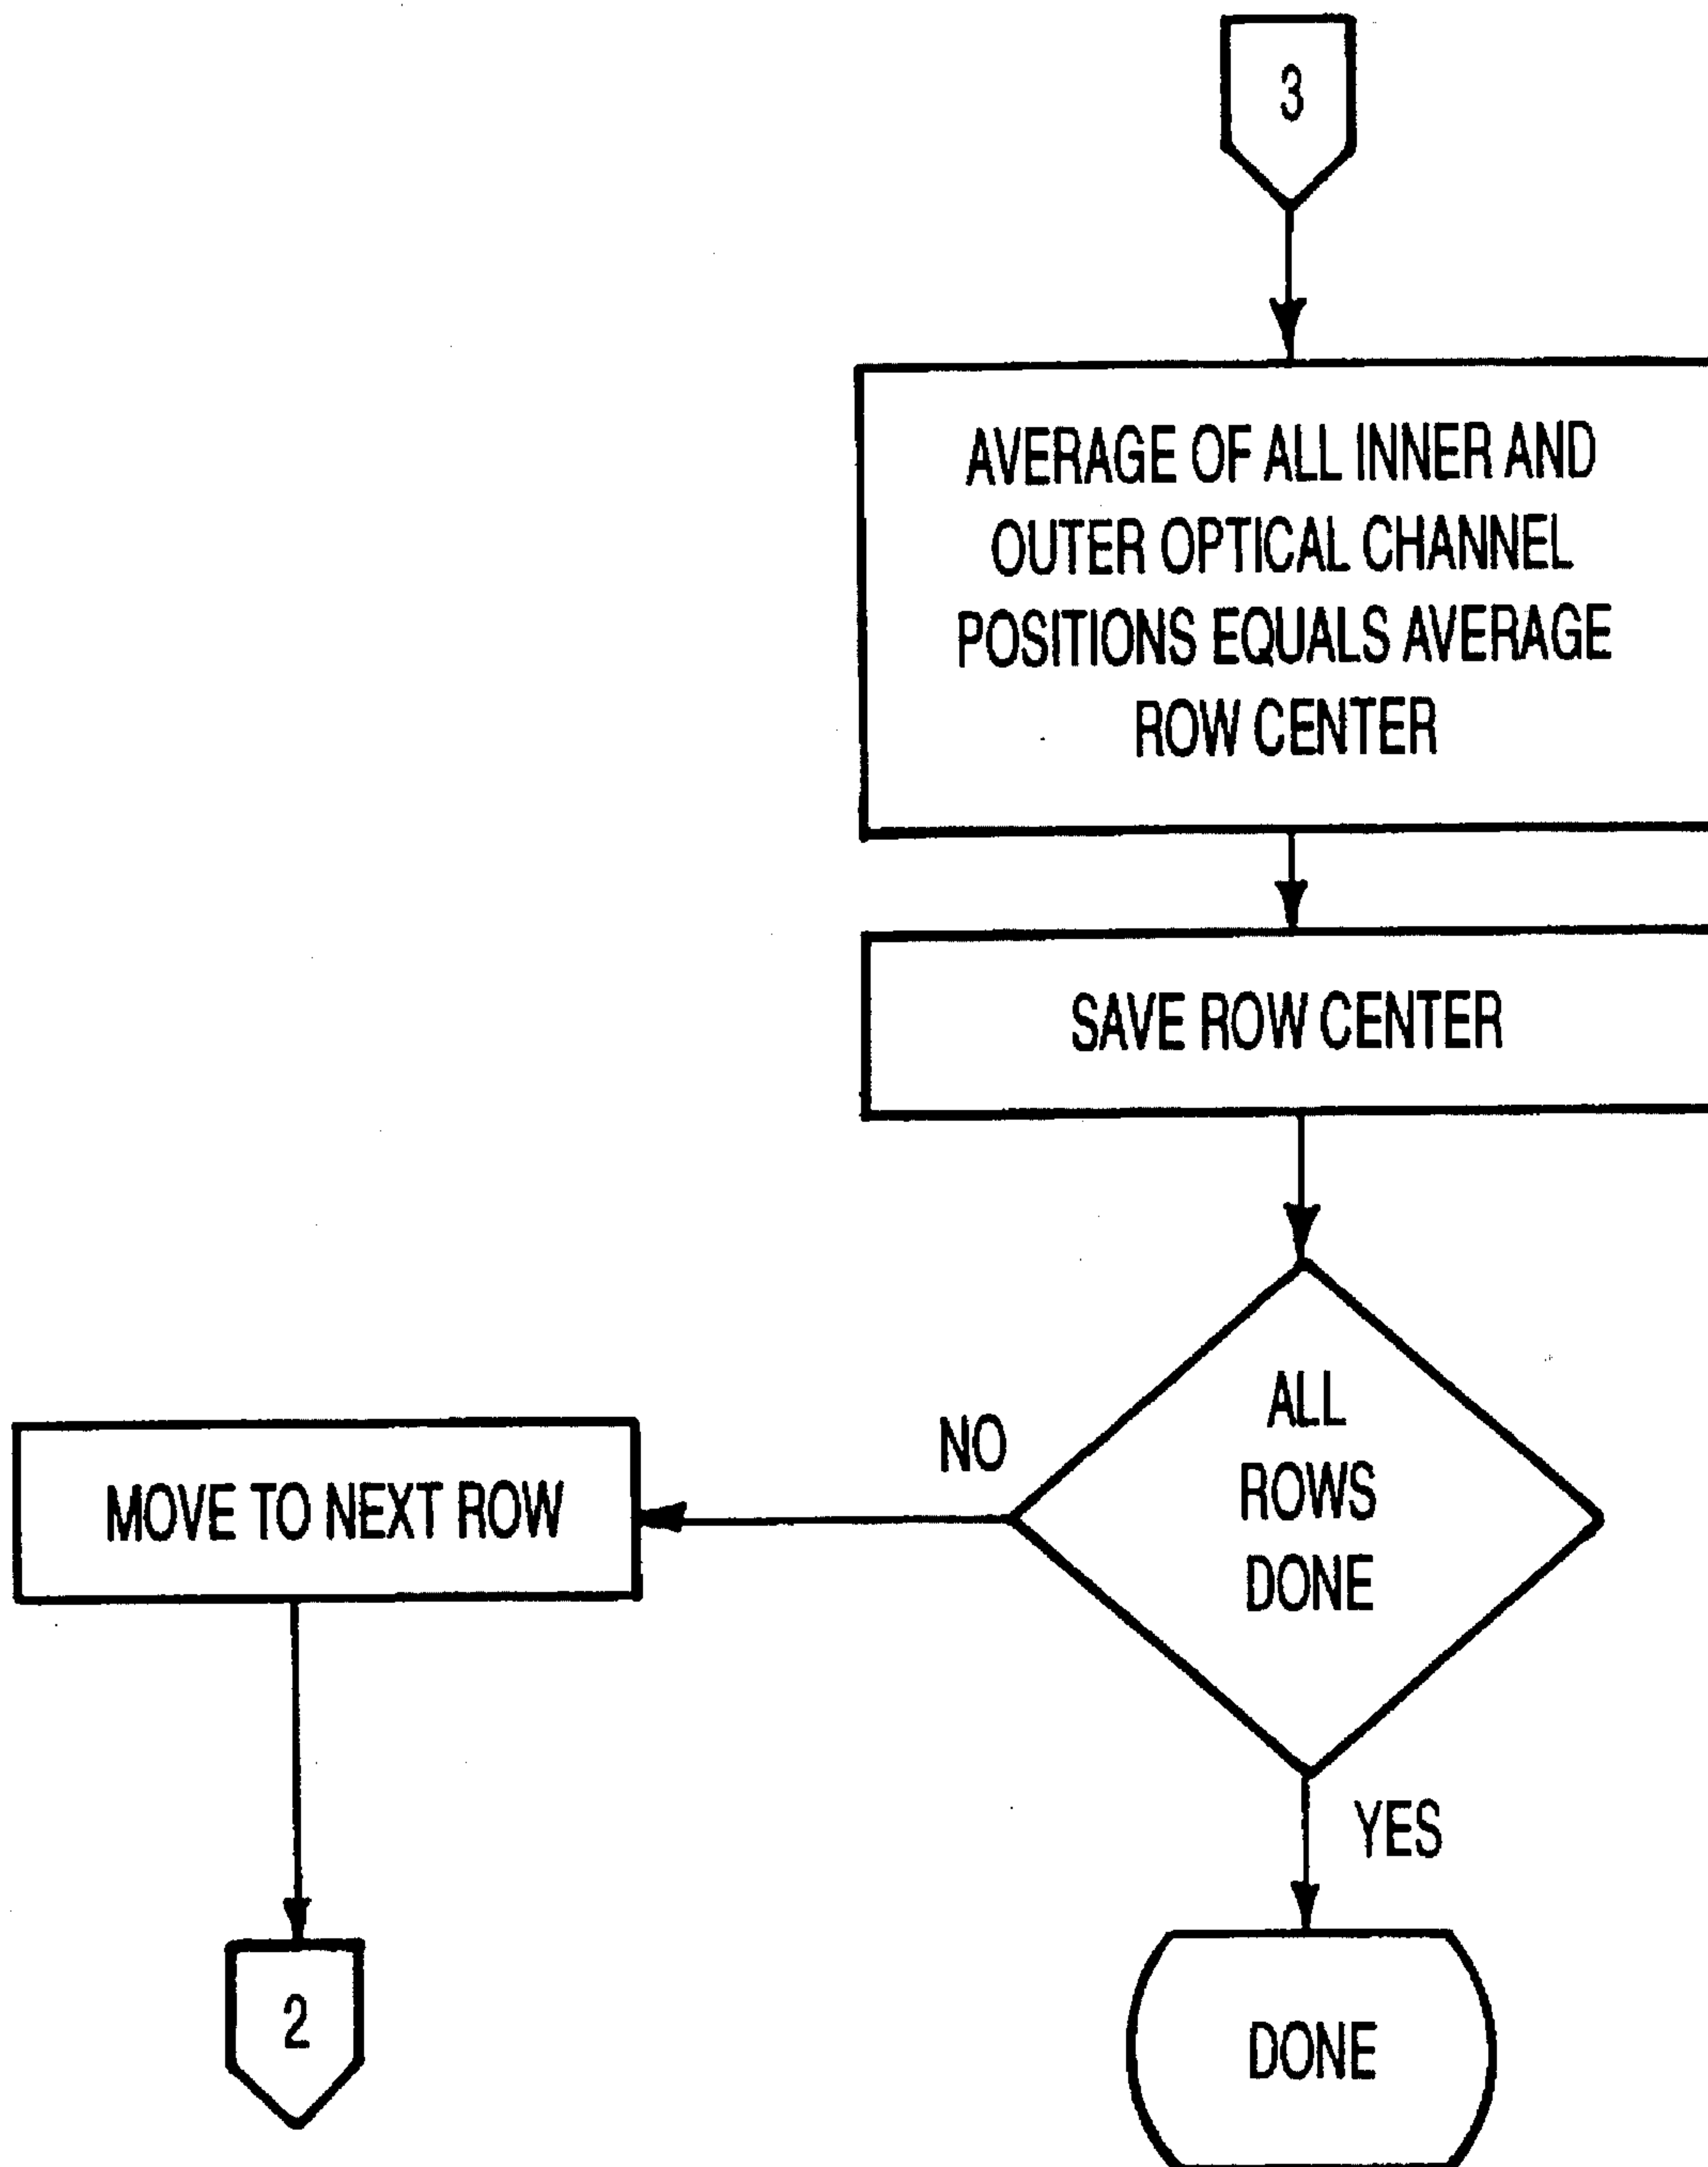 3
AVERAGE OF ALL INNER AND
OUTER OPTICAL CHANNEL
POSITIONS EQUALS AVERAGE
ROW CENTER
SAVE ROW CENTER
ALL
ROWS
DONE
NO
MOVE TO NEXT ROW
YES
2
DONE